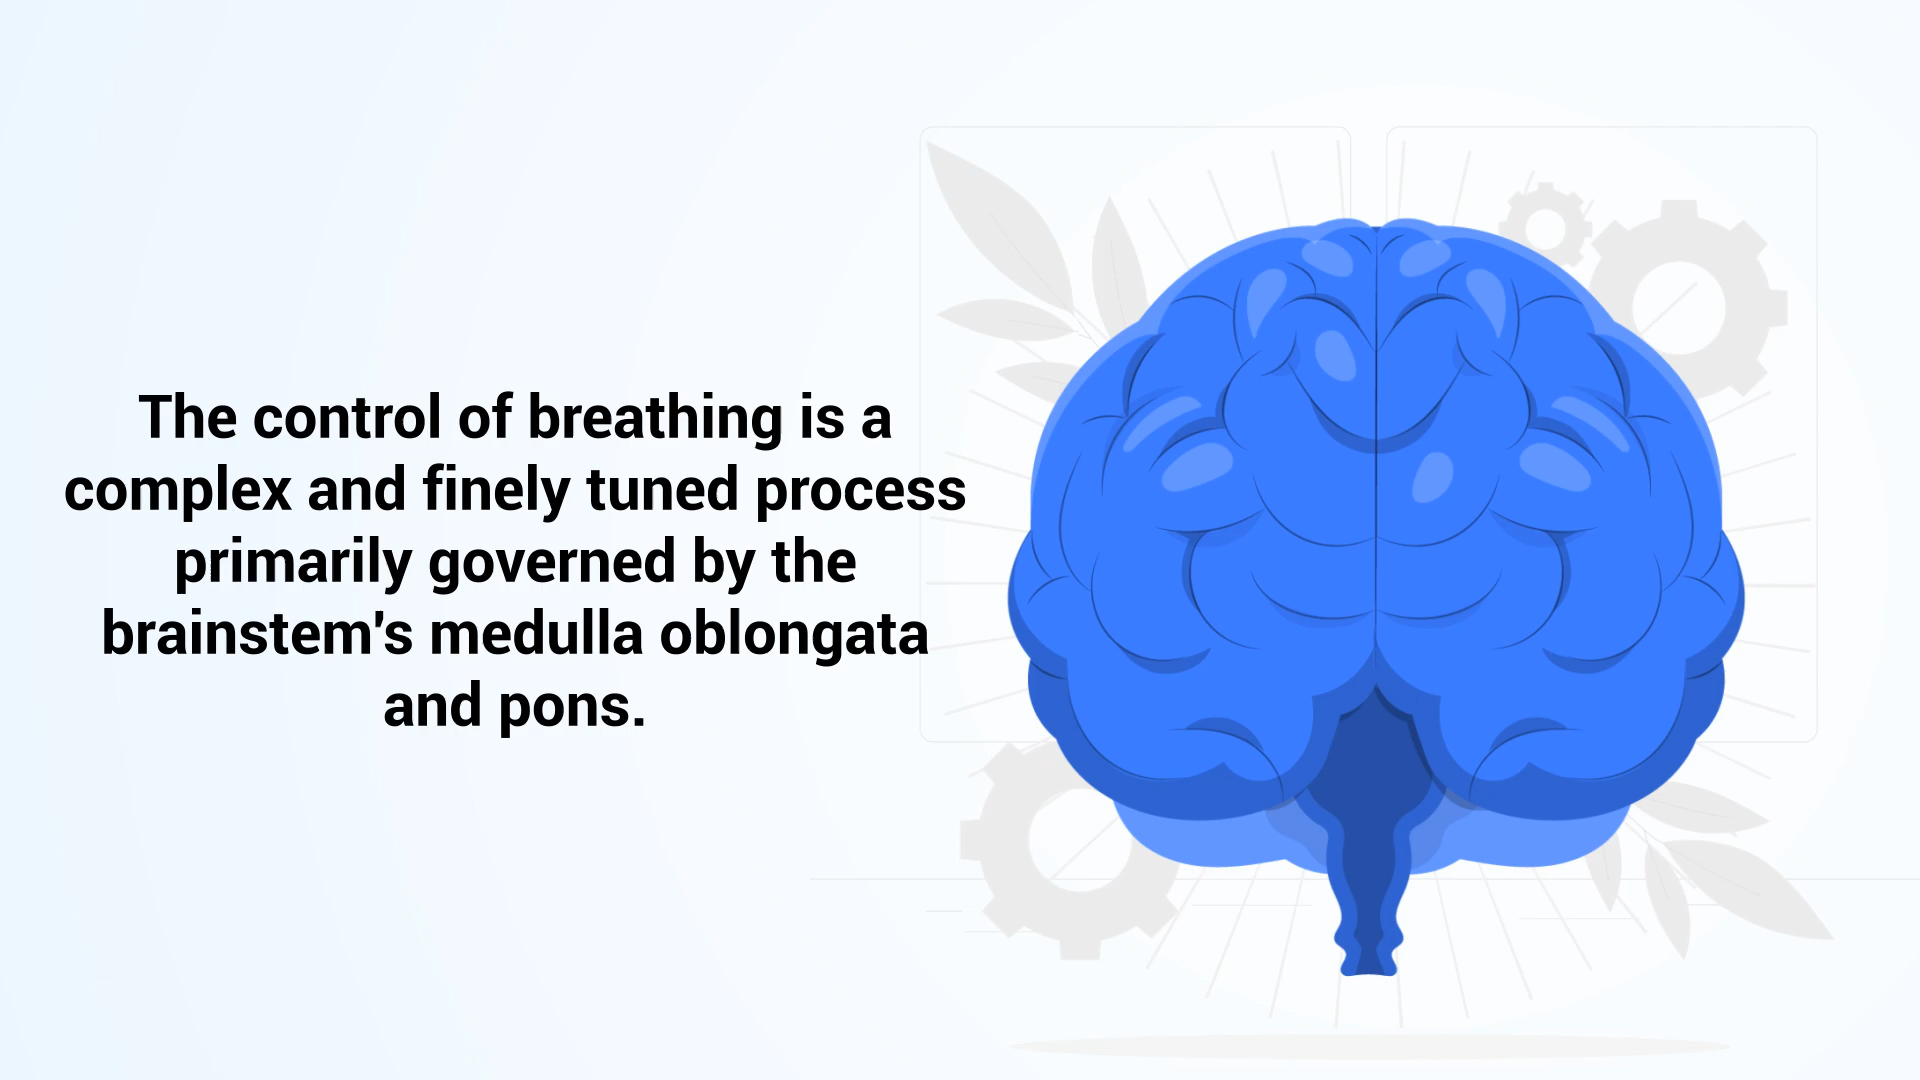 The control of breathing is a
complex and finely tuned process
primarily governed by the
brainstem's medulla oblongata
and pons.